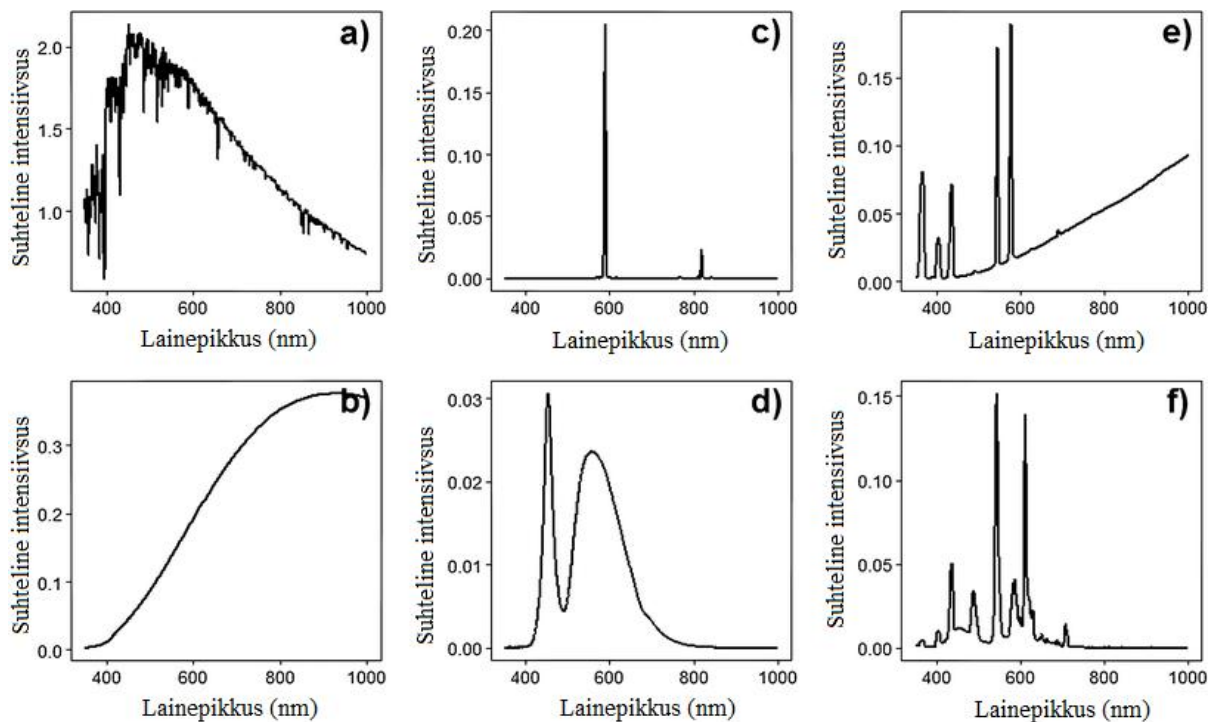 a)
Suhteline intensiivsus
2.0
1.5
1.0
400 600 800 1000
Lainepikkus (nm)
c)
Suhteline intensiivsus
0.20
0.15
0.10
0.05
0.00
400 600 800 1000
Lainepikkus (nm)
e)
Suhteline intensiivsus
0.15
0.10
0.05
0.00
400 600 800 1000
Lainepikkus (nm)
b)
Suhteline intensiivsus
0.3
0.2
0.1
0.0
400 600 800 1000
Lainepikkus (nm)
d)
Suhteline intensiivsus
0.03
0.02
0.01
0.00
400 600 800 1000
Lainepikkus (nm)
f)
Suhteline intensiivsus
0.15
0.10
0.05
0.00
400 600 800 1000
Lainepikkus (nm)